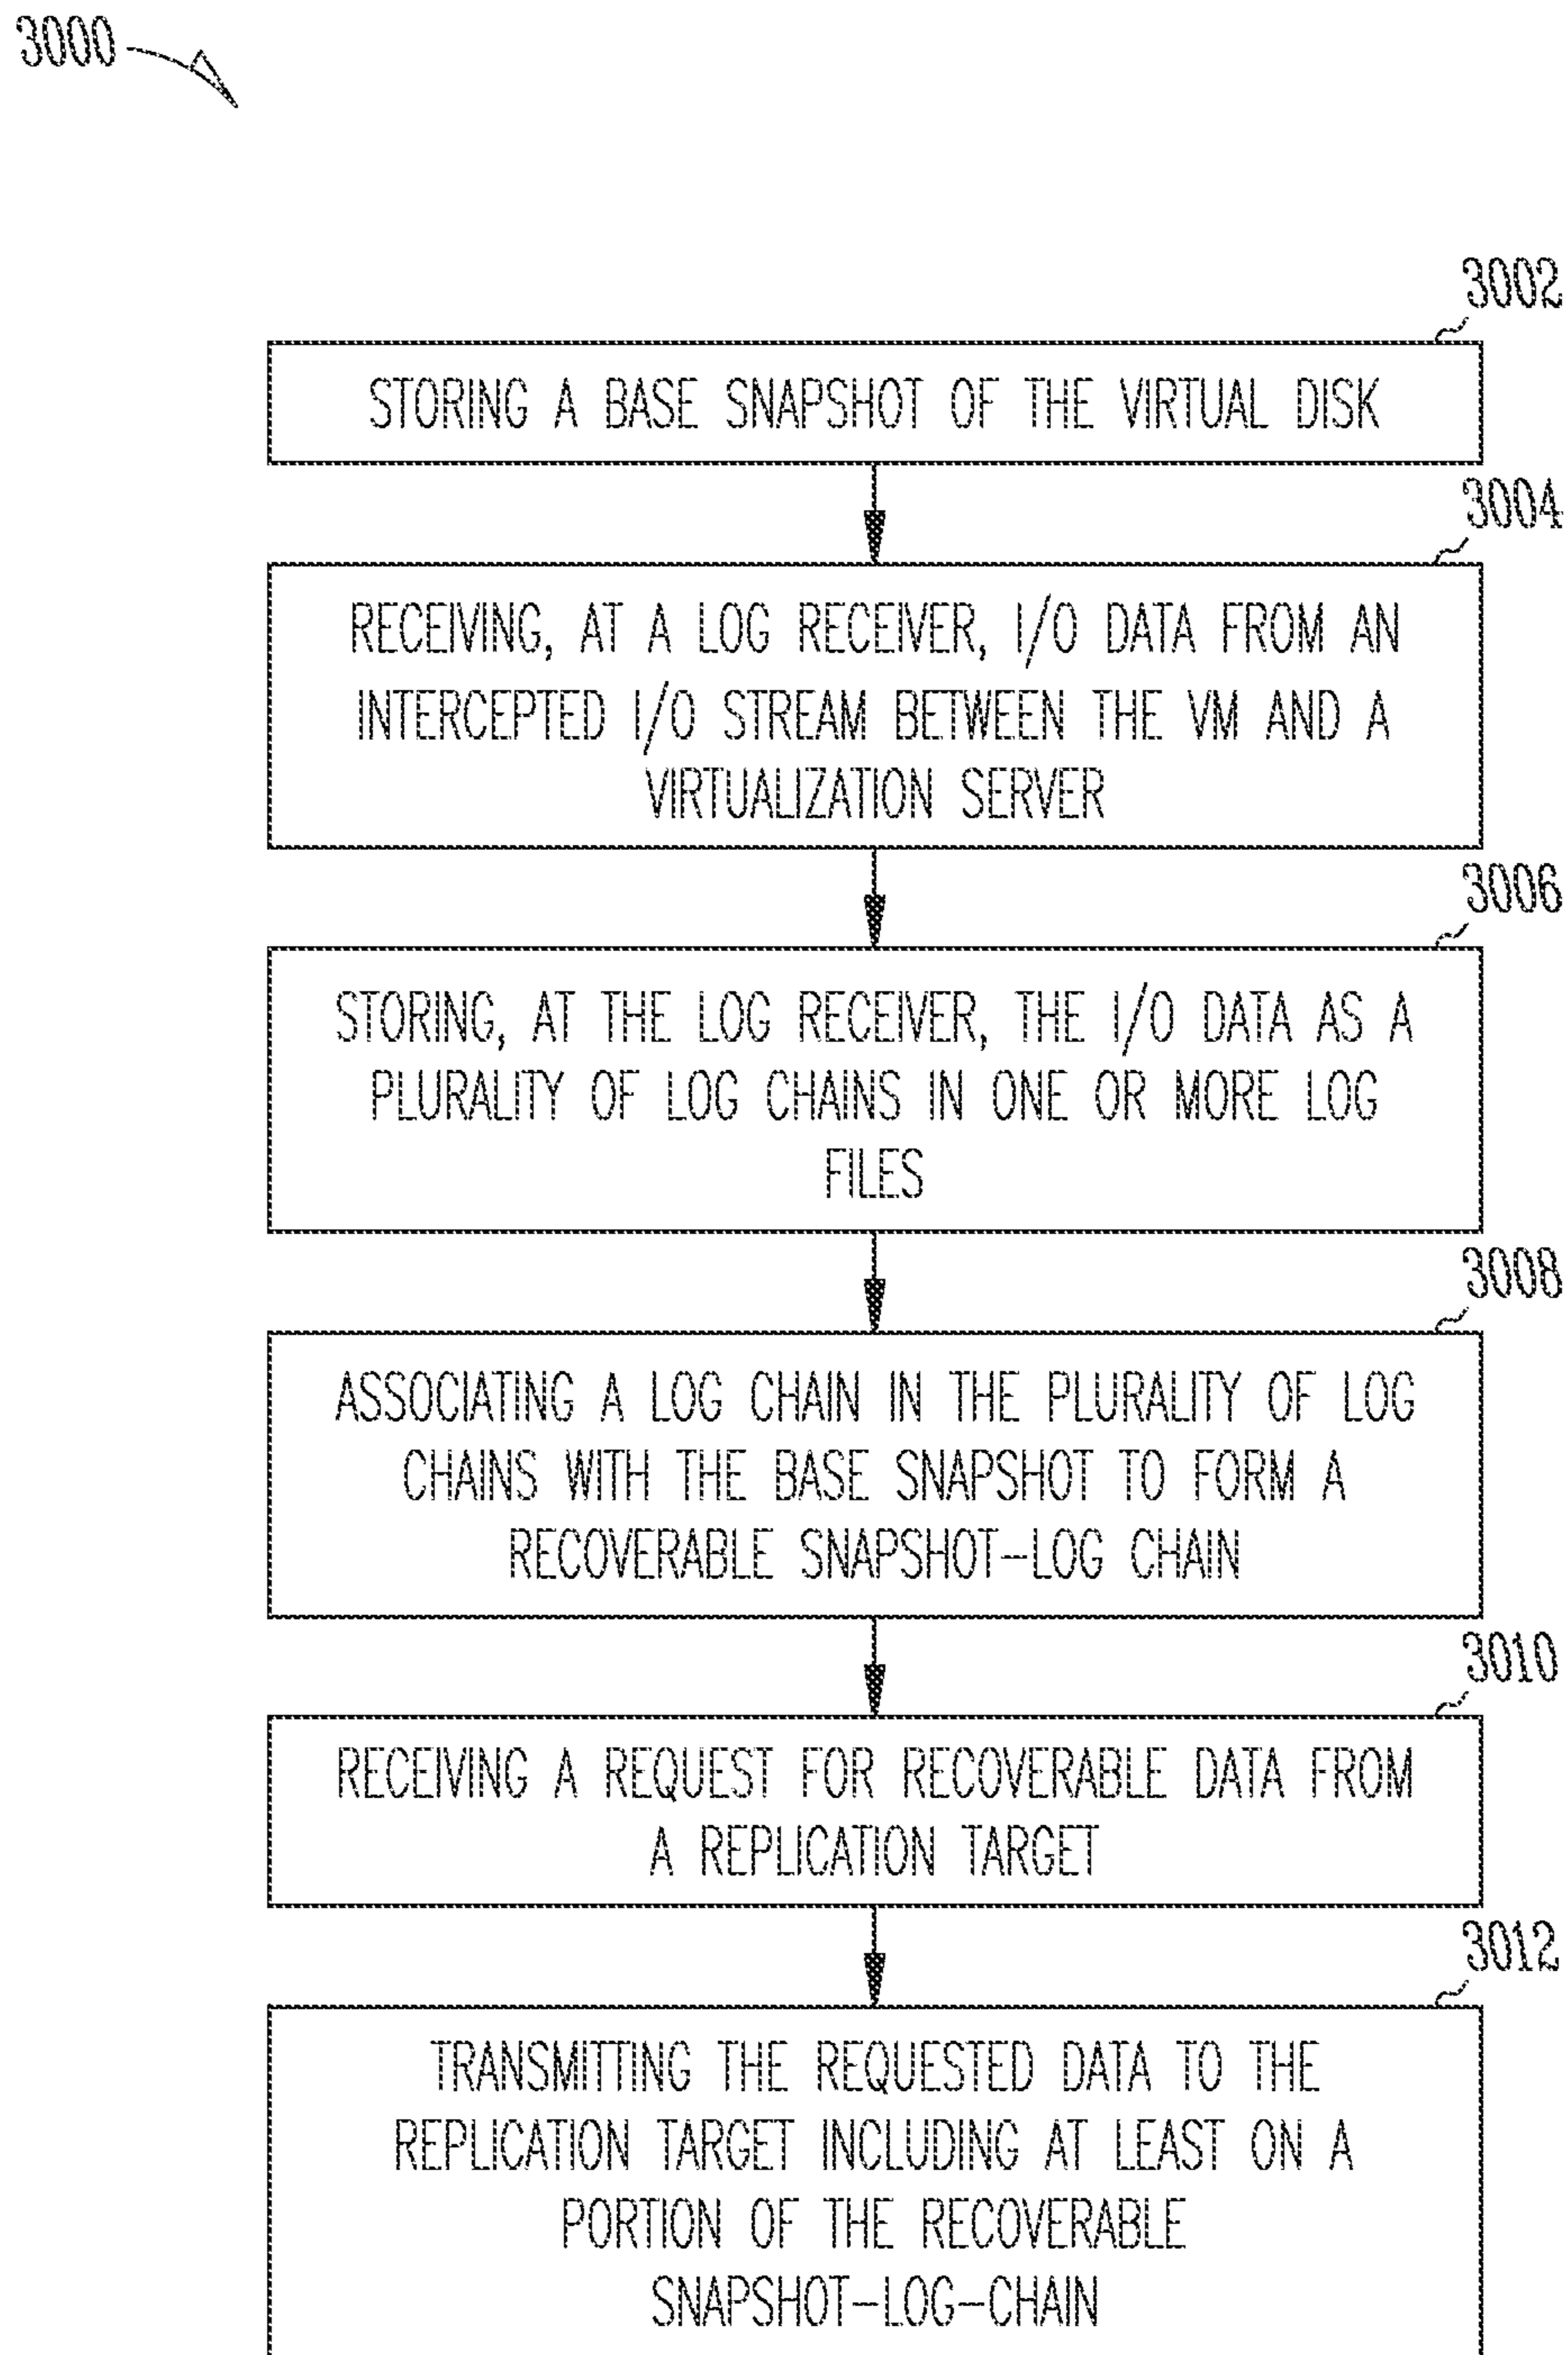 3000
3002
STORING A BASE SNAPSHOT OF THE VIRTUAL DISK
3004
RECEIVING, AT A LOG RECEIVER, I/O DATA FROM AN
INTERCEPTED I/O STREAM BETWEEN THE VM AND A
VIRTUALIZATION SERVER
3006
STORING, AT THE LOG RECEIVER, THE I/O DATA AS A
PLURALITY OF LOG CHAINS IN ONE OR MORE LOG
FILES
3008
ASSOCIATING A LOG CHAIN IN THE PLURALITY OF LOG
CHAINS WITH THE BASE SNAPSHOT TO FORM A
RECOVERABLE SNAPSHOT-LOG CHAIN
3010
RECEIVING A REQUEST FOR RECOVERABLE DATA FROM
A REPLICATION TARGET
3012
TRANSMITTING THE REQUESTED DATA TO THE
REPLICATION TARGET INCLUDING AT LEAST ON A
PORTION OF THE RECOVERABLE
SNAPSHOT-LOG-CHAIN